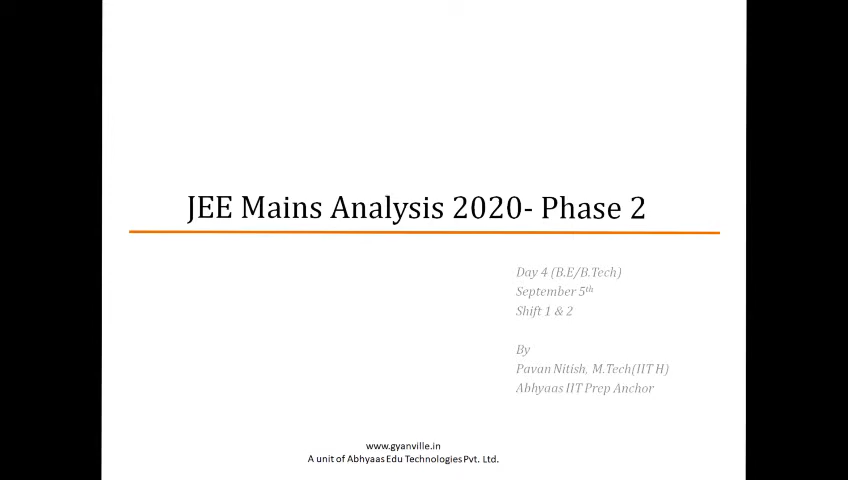 JEE Mains Analysis 2020- Phase 2
Day 4 (B.E/B.Tech)
September 5th
Shift 1 & 2
By
Pavan Nitish, M.Tech(IIT H)
Abhyaas IIT Prep Anchor
www.gyanville.in
A unit of Abhyaas Edu Technologies Pvt. Ltd.